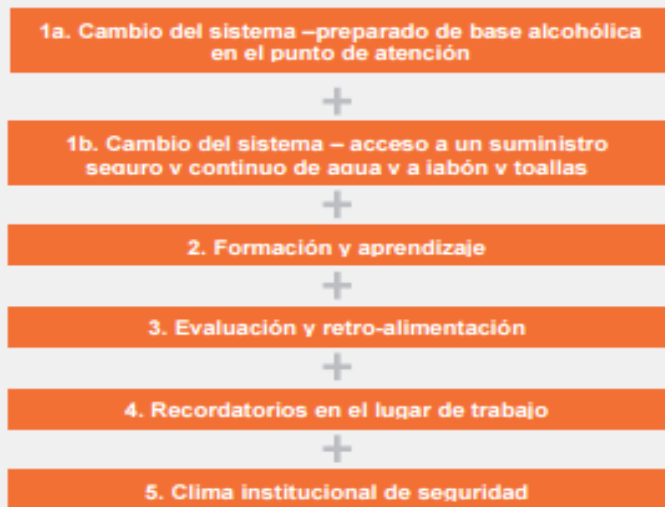 1a. Cambio del sistema –preparado de base alcohólica
en el punto de atención
+
1b. Cambio del sistema – acceso a un suministro
seguro y continuo de agua y a jabón y toallas
+
2. Formación y aprendizaje
+
3. Evaluación y retro-alimentación
+
4. Recordatorios en el lugar de trabajo
+
5. Clima institucional de seguridad